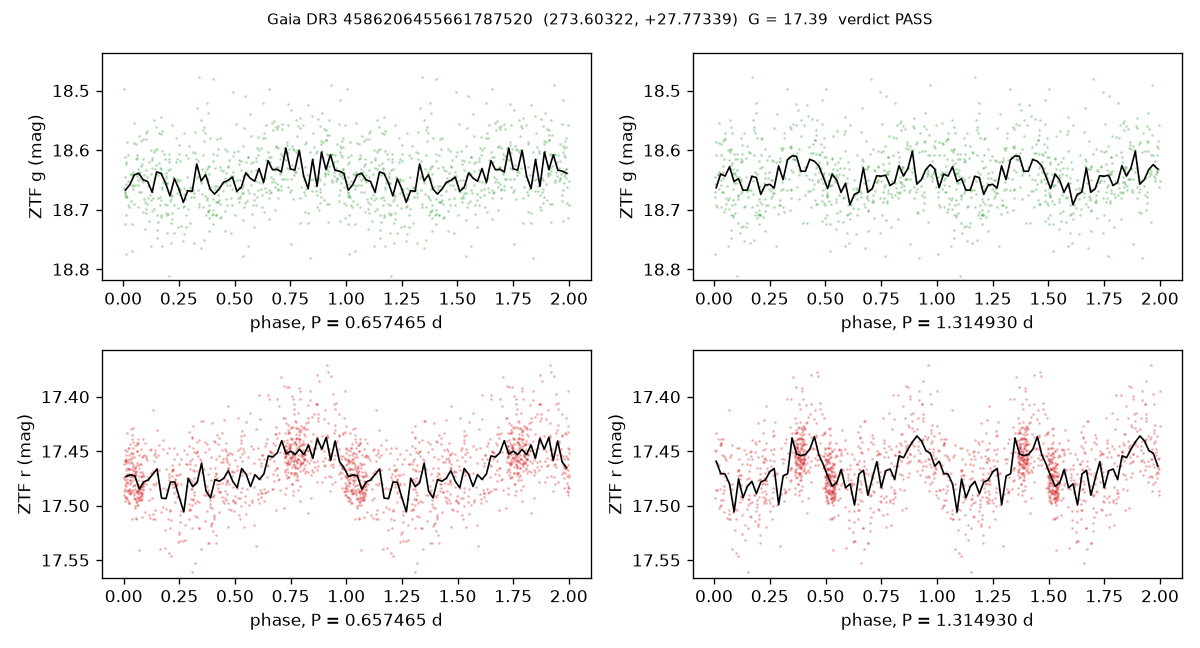 Gaia DR3 4586206455661787520 (273.60322, +27.77339) G = 17.39 verdict PASS
ZTF g (mag)
18.5
18.6
18.7
18.8
0.00 0.25 0.50 0.75 1.00 1.25 1.50 1.75 2.00
phase, P = 0.657465 d
ZTF g (mag)
18.5
18.6
18.7
18.8
0.00 0.25 0.50 0.75 1.00 1.25 1.50 1.75 2.00
phase, P = 1.314930 d
ZTF r (mag)
17.40
17.45
17.50
17.55
0.00 0.25 0.50 0.75 1.00 1.25 1.50 1.75 2.00
phase, P = 0.657465 d
ZTF r (mag)
17.40
17.45
17.50
17.55
0.00 0.25 0.50 0.75 1.00 1.25 1.50 1.75 2.00
phase, P = 1.314930 d